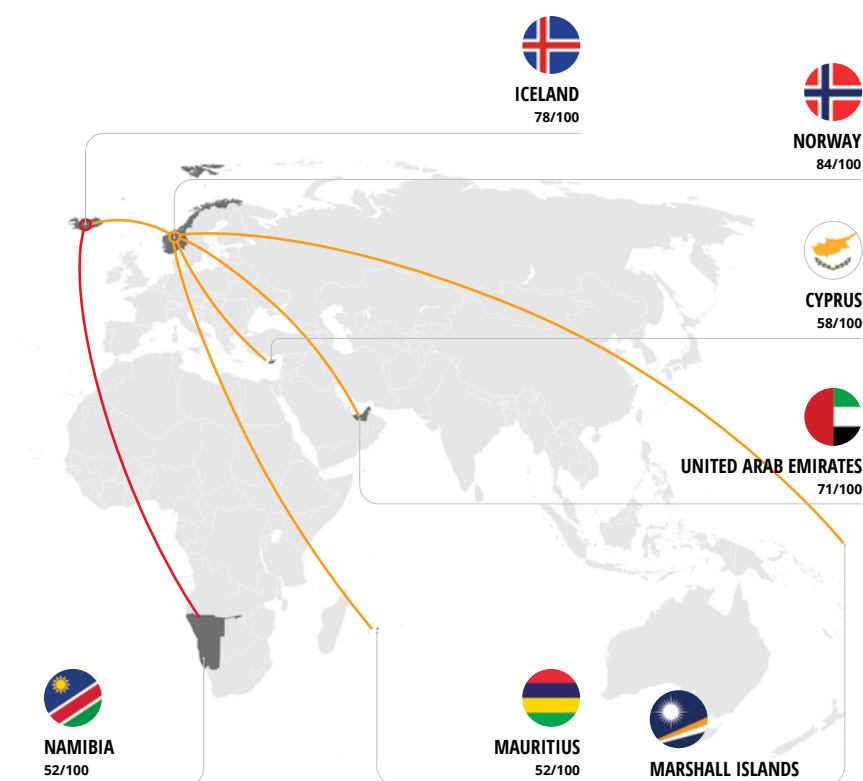 ICELAND
78/100
NORWAY
84/100
CYPRUS
58/100
UNITED ARAB EMIRATES
71/100
NAMIBIA
52/100
MAURITIUS
52/100
MARSHALL ISLANDS